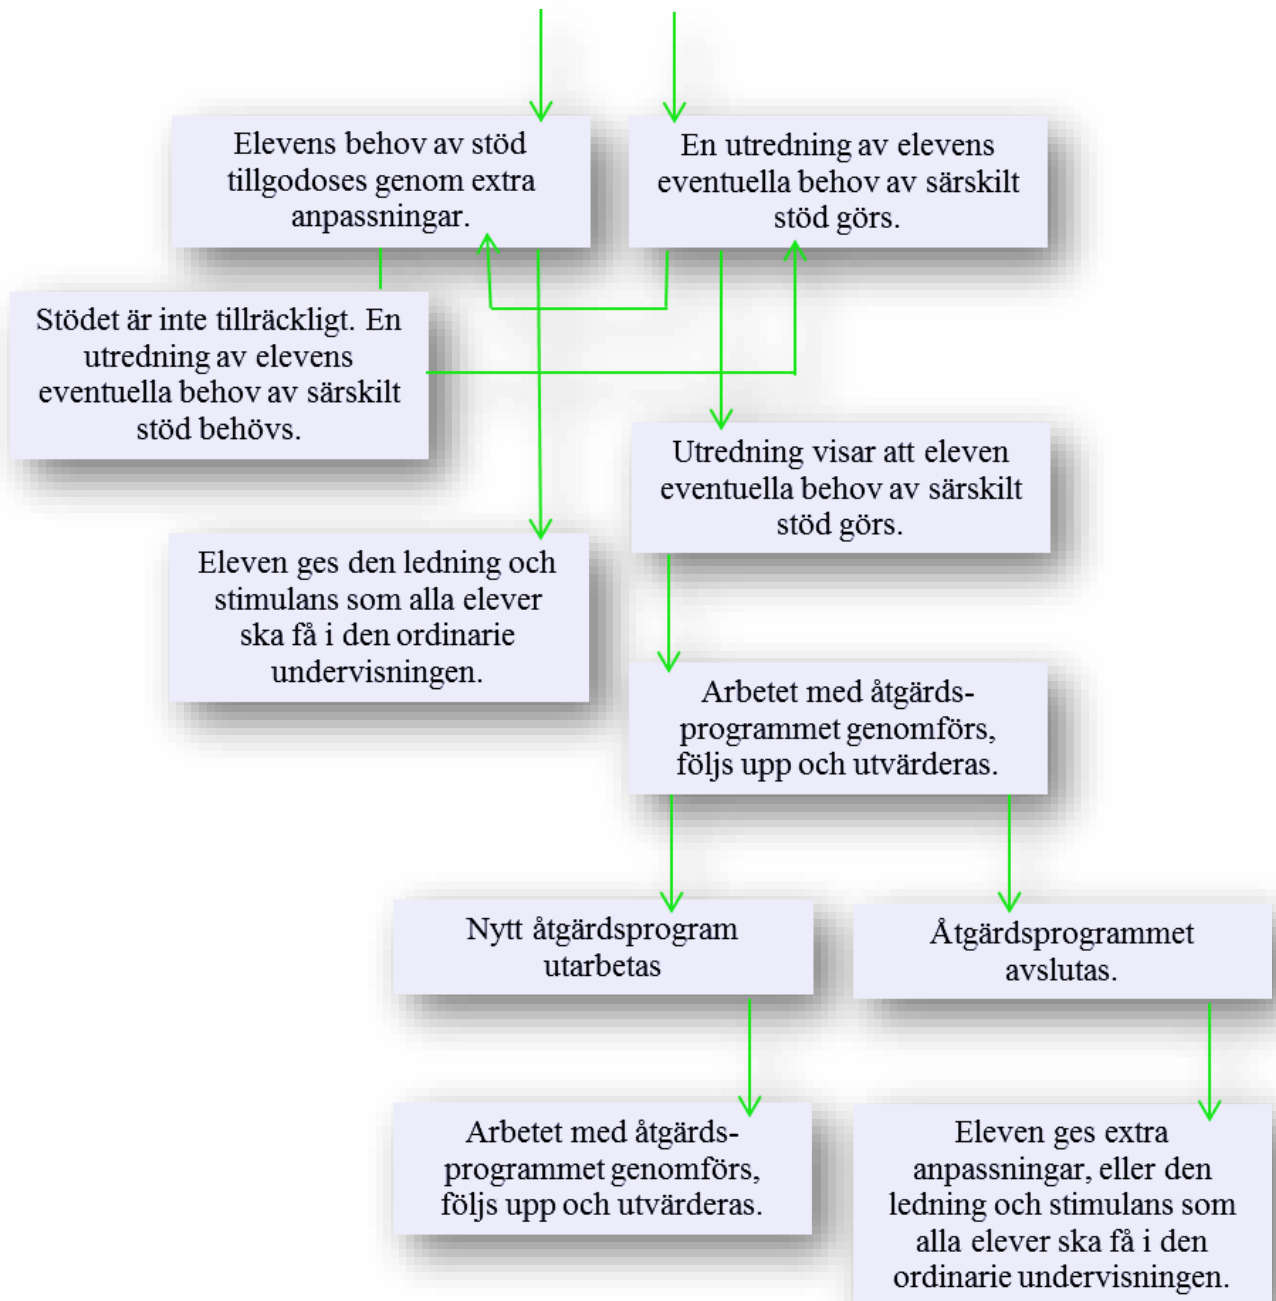 Elevens behov av stöd
tillgodoses genom extra
anpassningar.
En utredning av elevens
eventuella behov av särskilt
stöd görs.
Stödet är inte tillräckligt. En
utredning av elevens
eventuella behov av särskilt
stöd behövs.
Utredning visar att eleven
eventuella behov av särskilt
stöd görs.
Eleven ges den ledning och
stimulans som alla elever
ska få i den ordinarie
undervisningen.
Arbetet med åtgärds-
programmet genomförs,
följs upp och utvärderas.
Nytt åtgärdsprogram
utarbetas
Åtgärdsprogrammet
avslutas.
Arbetet med åtgärds-
programmet genomförs,
följs upp och utvärderas.
Eleven ges extra
anpassningar, eller den
ledning och stimulans som
alla elever ska få i den
ordinarie undervisningen.